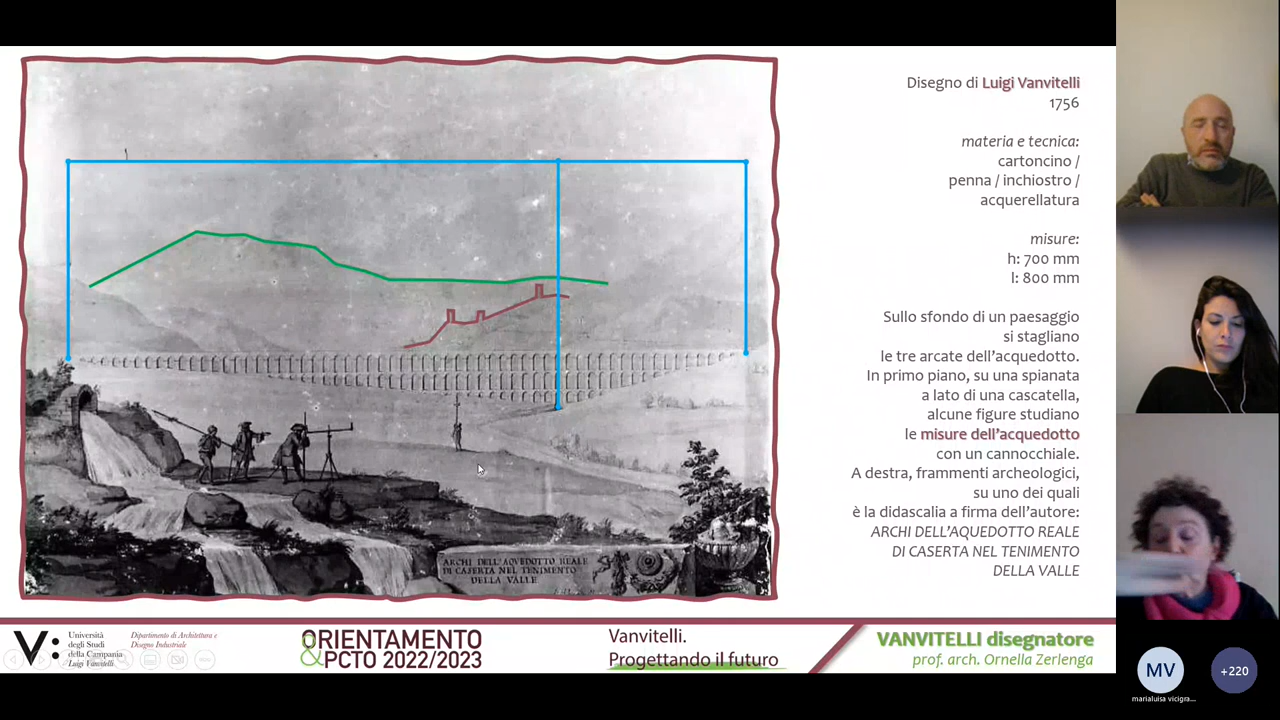 Disegno di Luigi Vanvitelli
1756
materia e tecnica:
cartoncino /
penna / inchiostro /
acquerellatura
misure:
h: 700 mm
l: 800 mm
Sullo sfondo di un paesaggio
si stagliano
le tre arcate dell'acquedotto.
In primo piano, su una spianata
a lato di una cascatella,
alcune figure studiano
le misure dell'acquedotto
con un cannocchiale.
A destra, frammenti archeologici,
su uno dei quali
è la didascalia a firma dell'autore:
ARCHI DELL'AQUEDOTTO REALE
DI CASERTA NEL TENIMENTO
DELLA VALLE
ARCHI DELL'AQVEDOTTO REALE
DI CASERTA NEL TENIMENTO
DELLA VALLE
V:
Università
degli Studi
della Campania
Luigi Vanvitelli
Dipartimento di Architettura e
Disegno Industriale
ORIENTAMENTO
&PCTO 2022/2023
Vanvitelli.
Progettando il futuro
VANVITELLI disegnatore
prof. arch. Ornella Zerlenga
MV
+220
marialuisa vicigra...